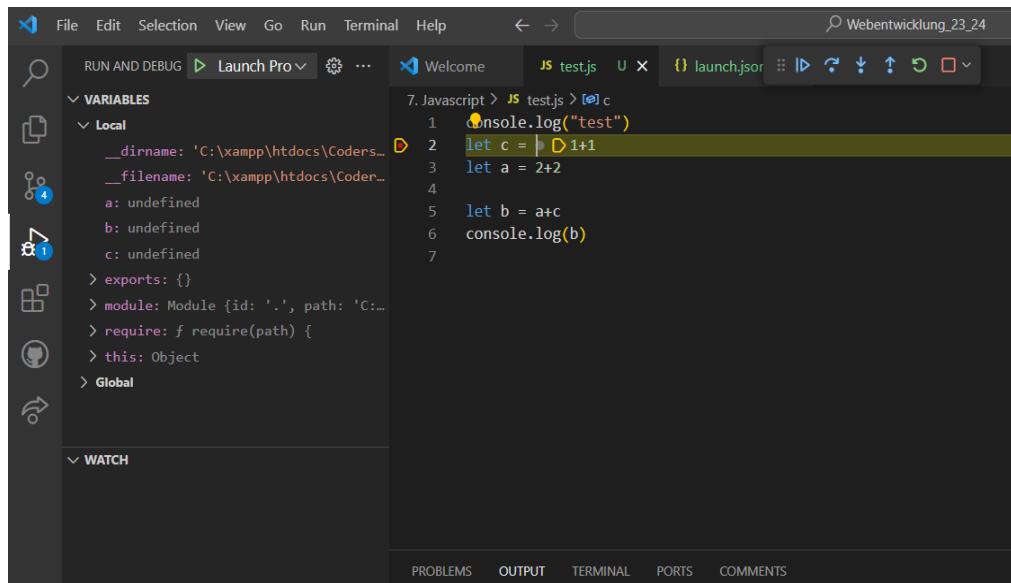 File Edit Selection View Go Run Terminal Help
Webentwicklung_23_24
RUN AND DEBUG Launch Pro
VARIABLES
Local
__dirname: 'C:\xampp\htdocs\Coders…
__filename: 'C:\xampp\htdocs\Coder…
a: undefined
b: undefined
c: undefined
exports: {}
module: Module {id: '.', path: 'C:…
require: ƒ require(path) {
this: Object
Global
WATCH
4
1
Welcome JS test.js U {} launch.json
7. Javascript > JS test.js > c
1 console.log("test")
2 let c = 1+1
3 let a = 2+2
4
5 let b = a+c
6 console.log(b)
7
PROBLEMS OUTPUT TERMINAL PORTS COMMENTS